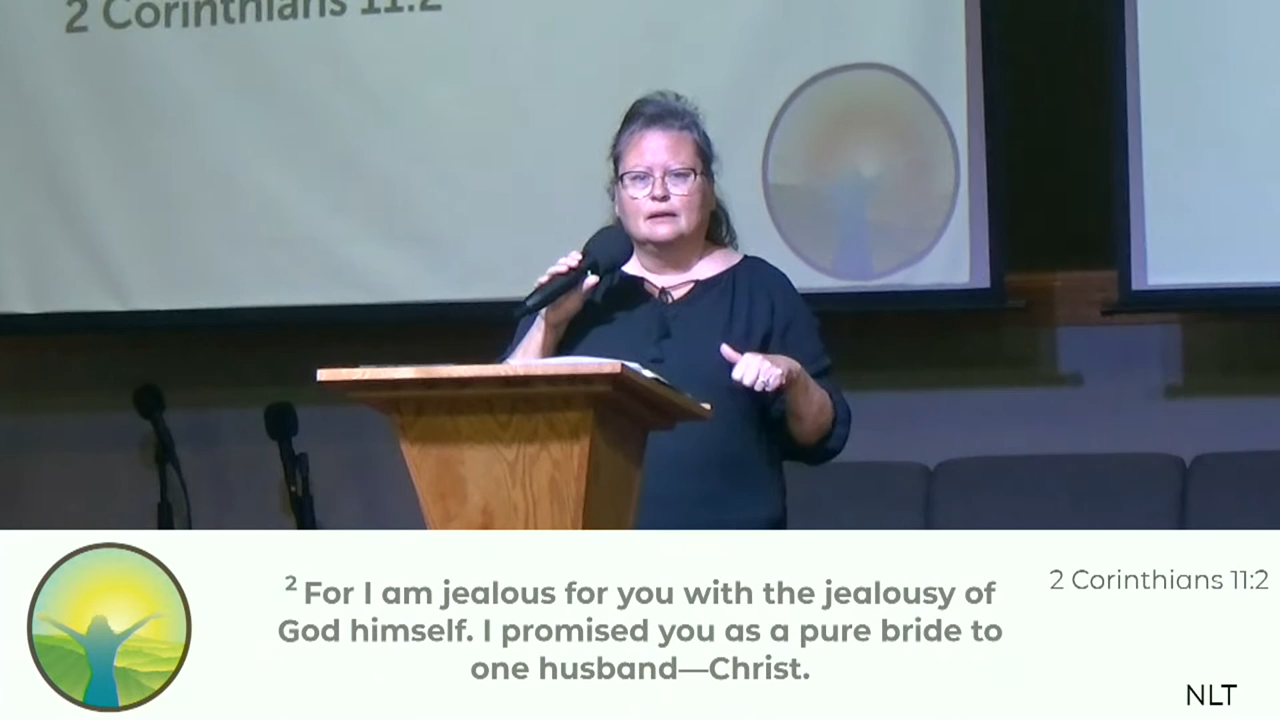 2 Corinthians 11:2
2 For I am jealous for you with the jealousy of
God himself. I promised you as a pure bride to
one husband—Christ.
2 Corinthians 11:2
NLT